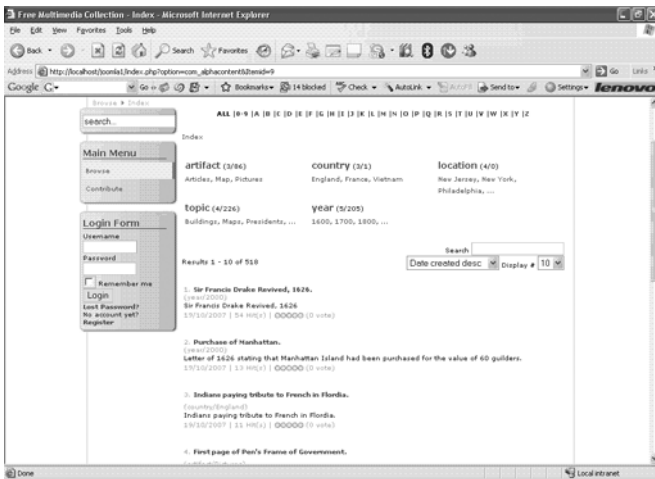 Free Multimedia Collection - Index - Microsoft Internet Explorer
File Edit View Favorites Tools Help
Back Search Favorites
Address http://localhost/joomla1/index.php?option=com_alphacontent&Itemid=9 Go Links
Google G Go Bookmarks 14 blocked Check AutoLink Send to Settings lenovo
Browse Index
search...
ALL |0-9 |A |B |C |D |E |F |G |H |I |J |K |L |M |N |O |P |Q |R |S |T |U |V |W |X |Y |Z
Index
Main Menu
Browse
Contribute
artifact (3/86) country (3/1) location (4/0)
Articles, Map, Pictures England, France, Vietnam New Jersey, New York,
Philadelphia, ...
topic (4/226) year (5/205)
Buildings, Maps, Presidents, ... 1600, 1700, 1800, ...
Login Form
Username
Password
Remember me
Login
Lost Password?
No account yet?
Register
Search
Results 1 - 10 of 518 Date created desc Display # 10
1. Sir Francis Drake Revived, 1626.
(year/2000)
Sir Francis Drake Revived, 1626
19/10/2007 | 54 Hit(s) | (0 vote)
2. Purchase of Manhattan.
(year/2000)
Letter of 1626 stating that Manhattan Island had been purchased for the value of 60 guilders.
19/10/2007 | 13 Hit(s) | (0 vote)
3. Indians paying tribute to French in Flordia.
(country/England)
Indians paying tribute to French in Flordia.
19/10/2007 | 11 Hit(s) | (0 vote)
4. First page of Pen's Frame of Government.
Done Local intranet